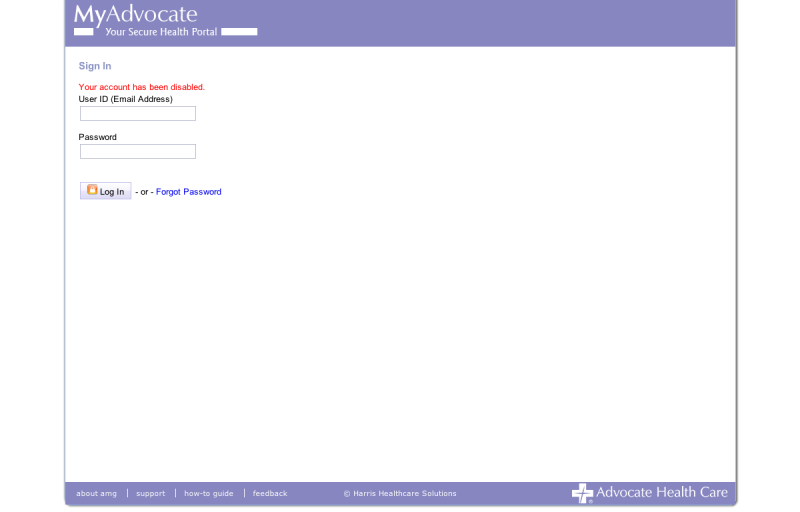 MyAdvocate
Your Secure Health Portal
Sign In
Your account has been disabled.
User ID (Email Address)
Password
Log In - or - Forgot Password
about amg | support | how-to guide | feedback © Harris Healthcare Solutions ® Advocate Health Care